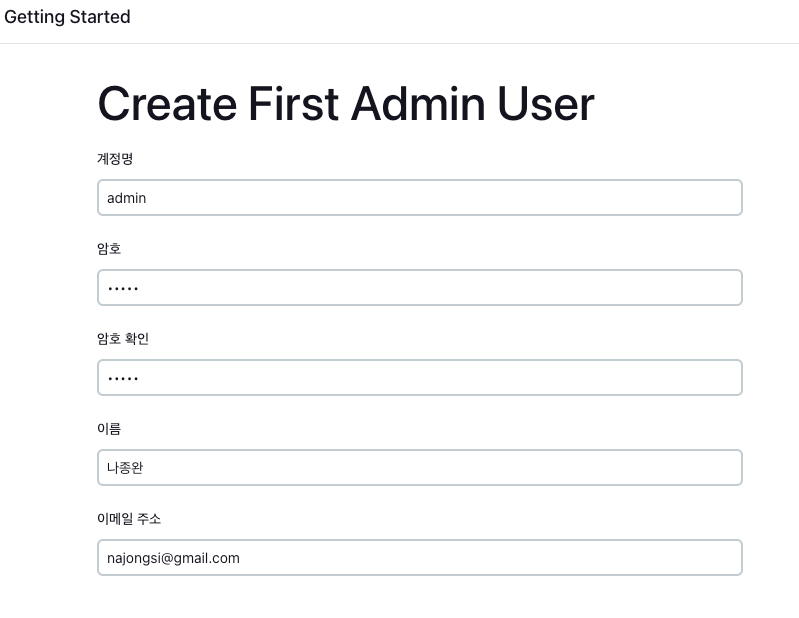 Getting Started
Create First Admin User
계정명
admin
암호
•••••
암호 확인
•••••
이름
나종완
이메일 주소
najongsi@gmail.com